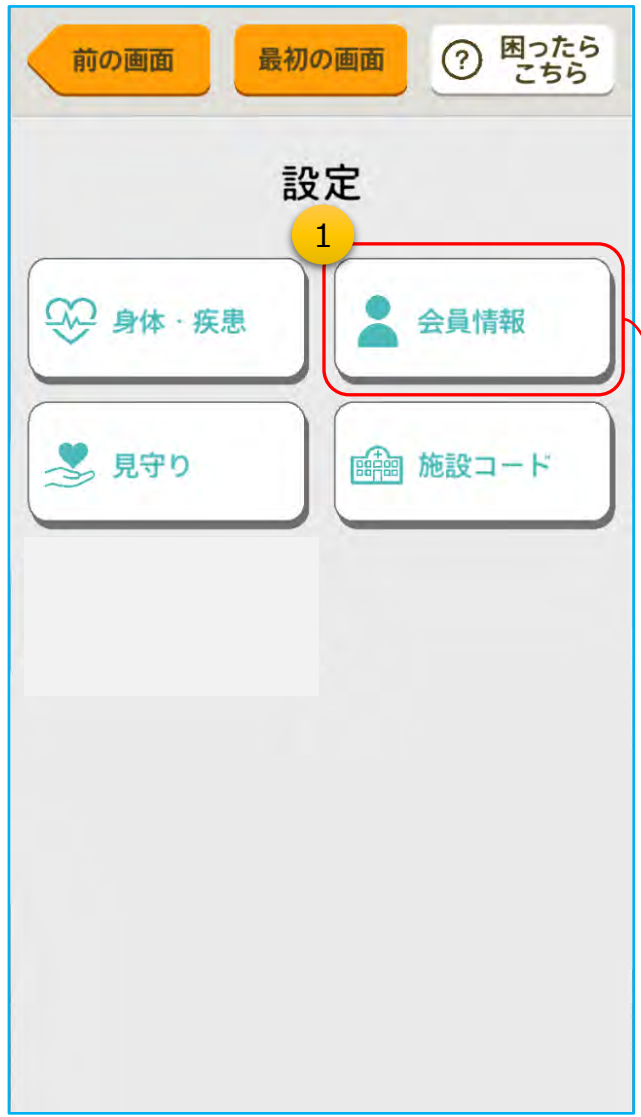 前の画面
最初の画面
?
困ったら
こちら
設定
1
身体・疾患
会員情報
見守り
施設コード